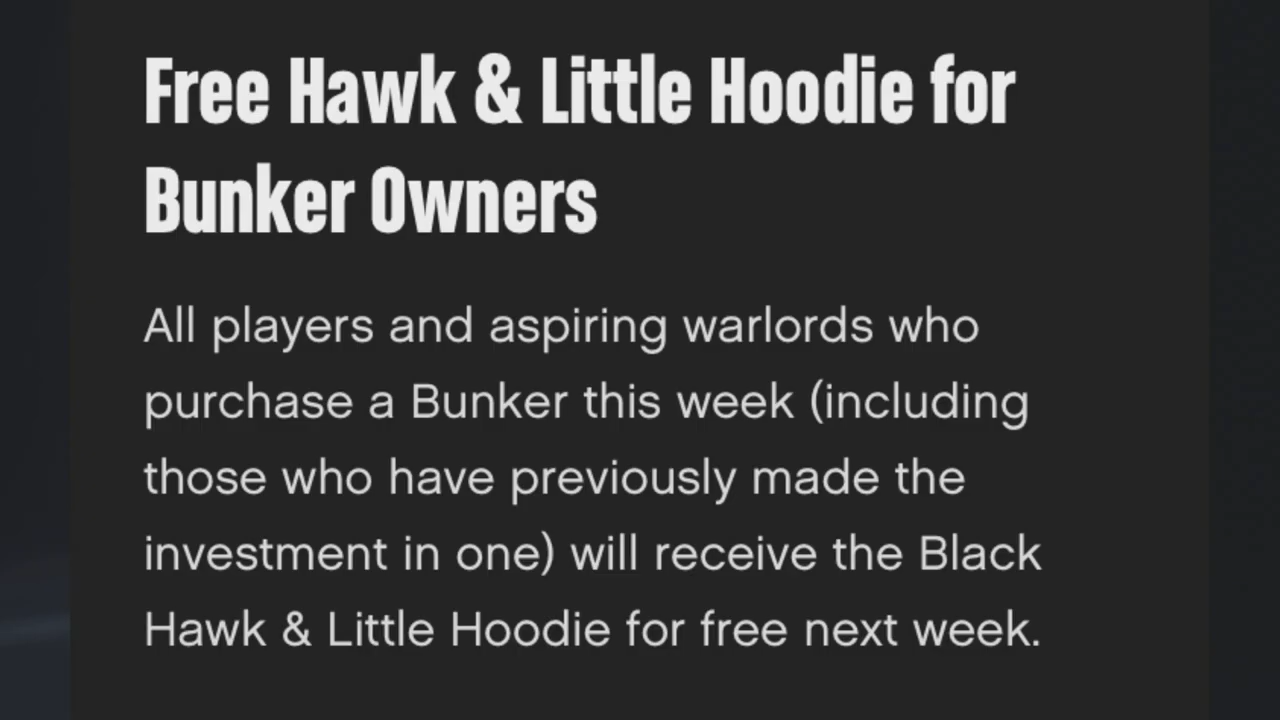 Free Hawk & Little Hoodie for
Bunker Owners
All players and aspiring warlords who
purchase a Bunker this week (including
those who have previously made the
investment in one) will receive the Black
Hawk & Little Hoodie for free next week.